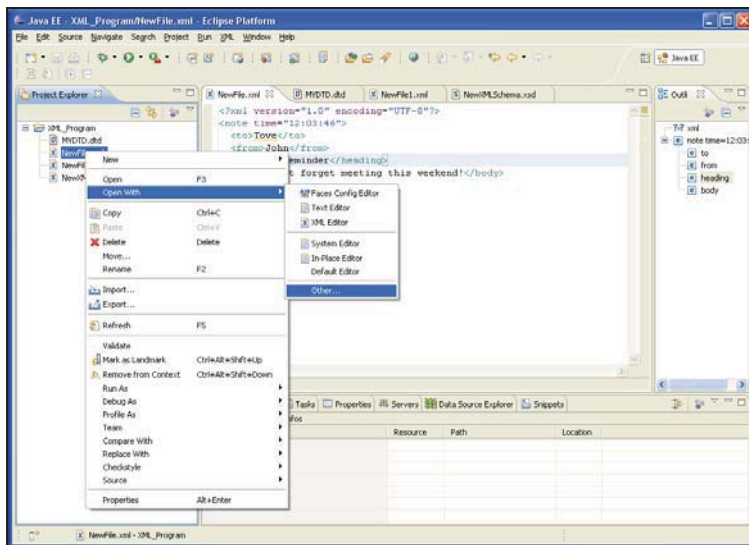 Java EE - XML_Program/NewFile.xml - Eclipse Platform
File Edit Source Navigate Search Project Run XML Window Help
Java EE
Project Explorer
NewFile.xml
MYDTD.dtd
NewFile1.xml
NewXMLSchema.xsd
Outli
XML_Program
MYDTD.dtd
NewFile.xml
NewFil
NewXM
<?xml version="1.0" encoding="UTF-8"?>
<note time="12:03:46">
<to>Tove</to>
<from>John</from>
eminder</heading>
t forget meeting this weekend!</body>
?=? xml
note time=12:03:
to
from
heading
body
New
Open F3
Open With
Copy Ctrl+C
Paste Ctrl+V
Delete Delete
Move...
Rename F2
Import...
Export...
Refresh F5
Validate
Mark as Landmark Ctrl+Alt+Shift+Up
Remove from Context Ctrl+Alt+Shift+Down
Run As
Debug As
Profile As
Team
Compare With
Replace With
Checkstyle
Source
Properties Alt+Enter
Faces Config Editor
Text Editor
XML Editor
System Editor
In-Place Editor
Default Editor
Other...
Tasks Properties Servers Data Source Explorer Snippets
nfos
Resource Path Location
NewFile.xml - XML_Program